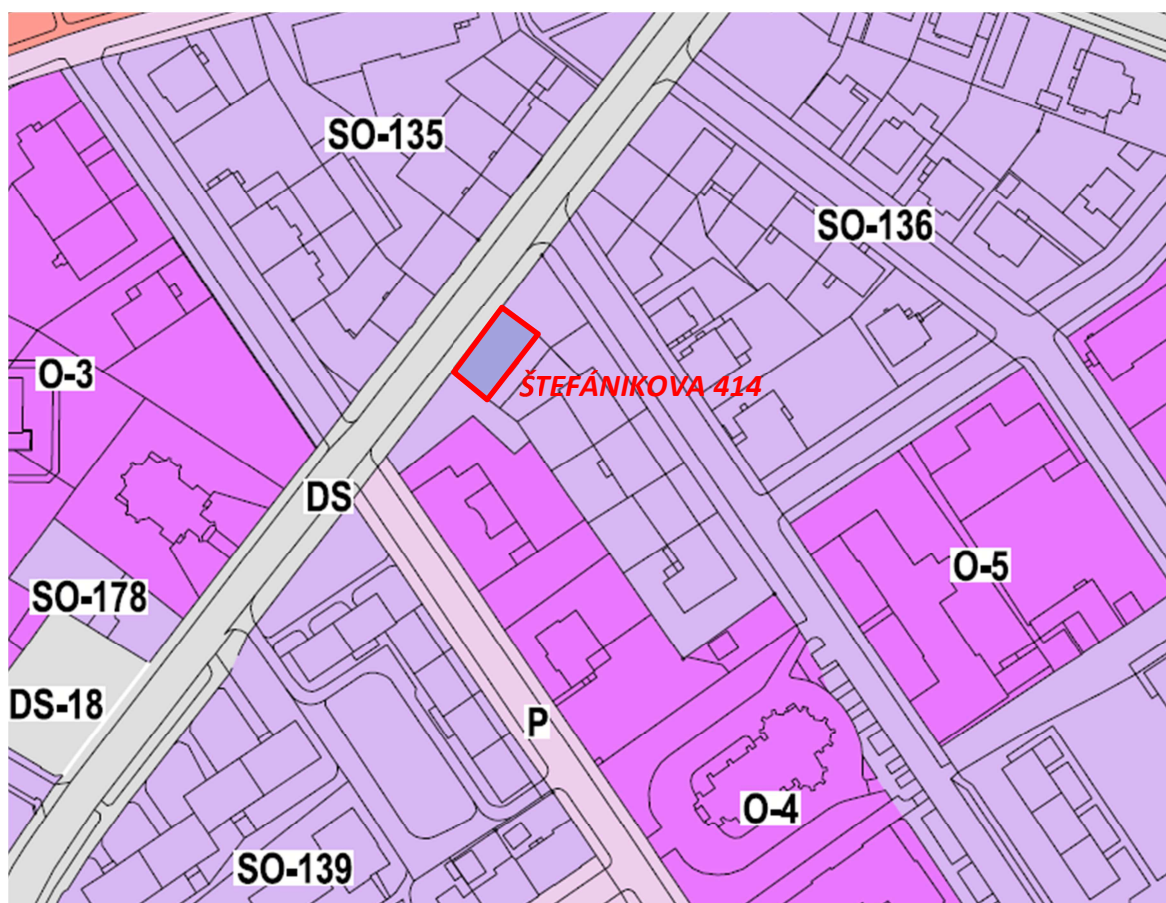 SO-135
SO-136
O-3
ŠTEFÁNIKOVA 414
DS
O-5
SO-178
DS-18
P
O-4
SO-139